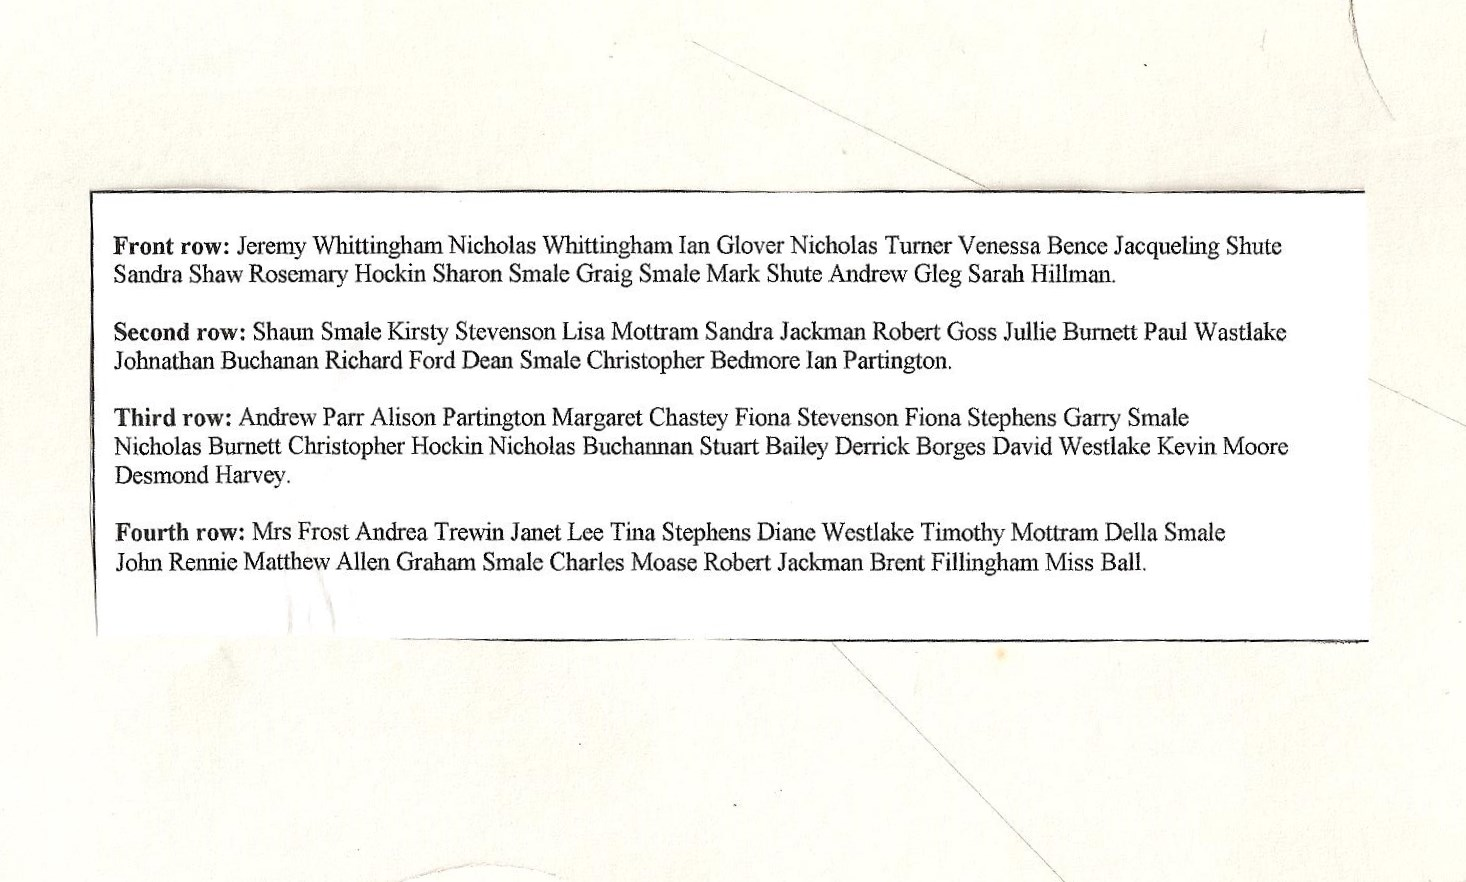 Front row: Jeremy Whittingham Nicholas Whittingham Ian Glover Nicholas Turner Venessa Bence Jacqueling Shute
Sandra Shaw Rosemary Hockin Sharon Smale Graig Smale Mark Shute Andrew Gleg Sarah Hillman.
Second row: Shaun Smale Kirsty Stevenson Lisa Mottram Sandra Jackman Robert Goss Jullie Burnett Paul Wastlake
Johnathan Buchanan Richard Ford Dean Smale Christopher Bedmore Ian Partington.
Third row: Andrew Parr Alison Partington Margaret Chastey Fiona Stevenson Fiona Stephens Garry Smale
Nicholas Burnett Christopher Hockin Nicholas Buchannan Stuart Bailey Derrick Borges David Westlake Kevin Moore
Desmond Harvey.
Fourth row: Mrs Frost Andrea Trewin Janet Lee Tina Stephens Diane Westlake Timothy Mottram Della Smale
John Rennie Matthew Allen Graham Smale Charles Moase Robert Jackman Brent Fillingham Miss Ball.